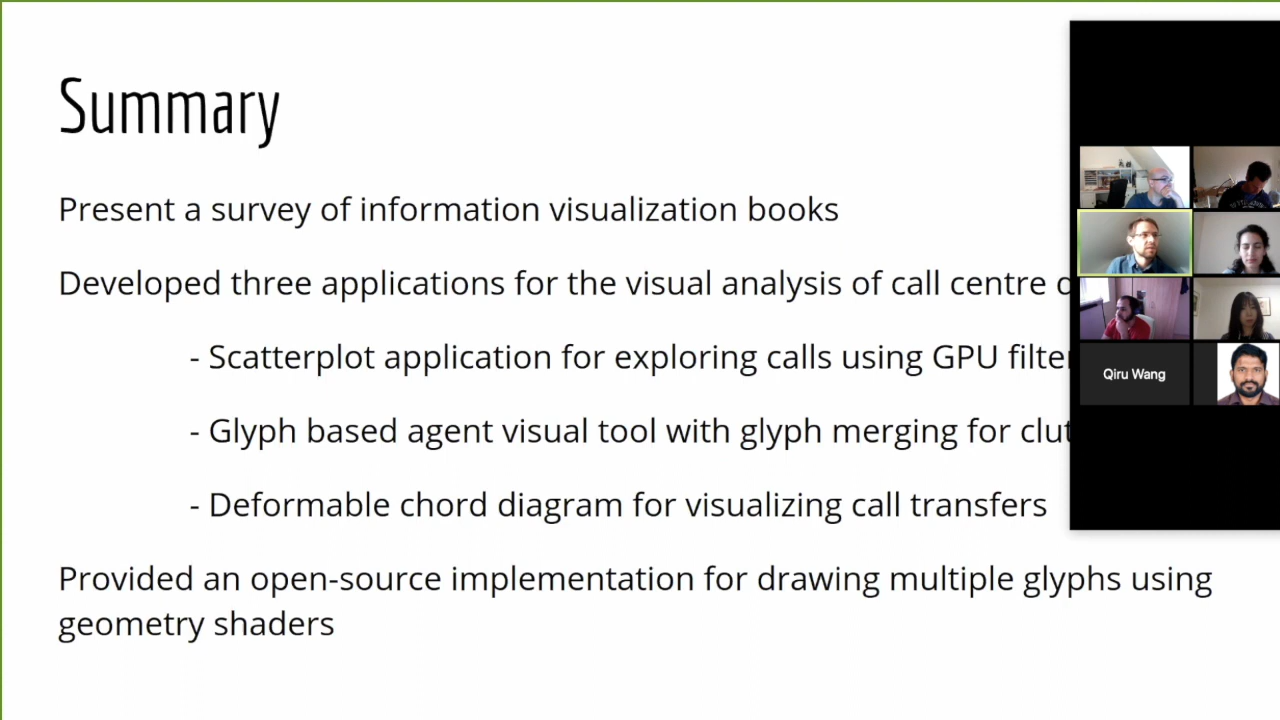 Summary
Present a survey of information visualization books
Developed three applications for the visual analysis of call centre
- Scatterplot application for exploring calls using GPU
- Glyph based agent visual tool with glyph merging for
Qiru Wang
- Deformable chord diagram for visualizing call transfers
Provided an open-source implementation for drawing multiple glyphs using
geometry shaders